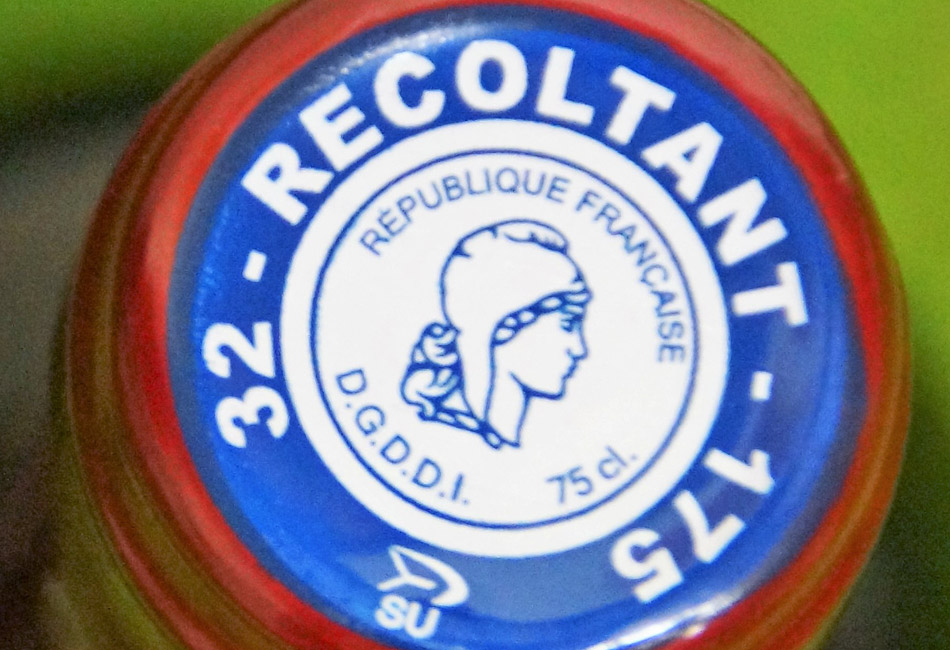 32 - RECOLTANT - 175
RÉPUBLIQUE FRANÇAISE
D.G.D.D.I. 75 cl.
SU